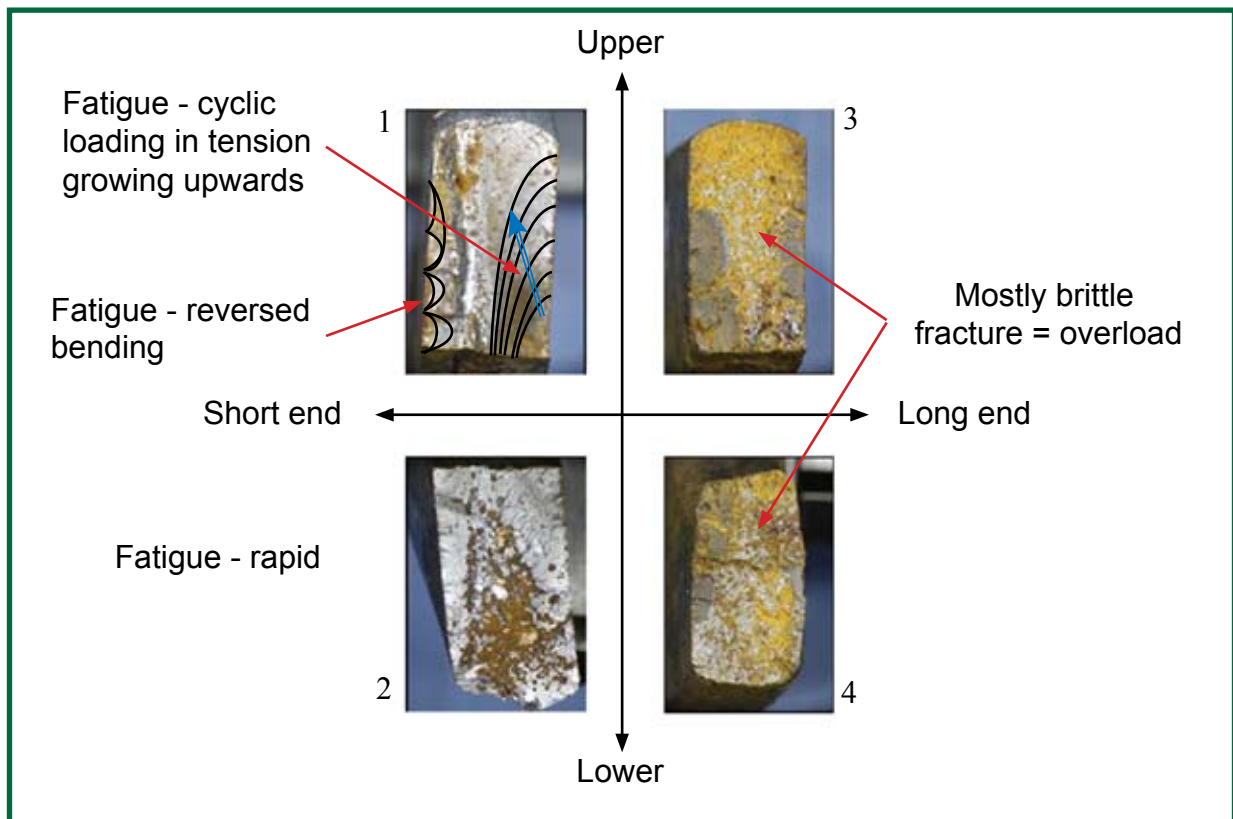 Upper
Fatigue - cyclic
loading in tension
growing upwards
1
3
Fatigue - reversed
bending
Mostly brittle
fracture = overload
Short end
Long end
Fatigue - rapid
2
4
Lower